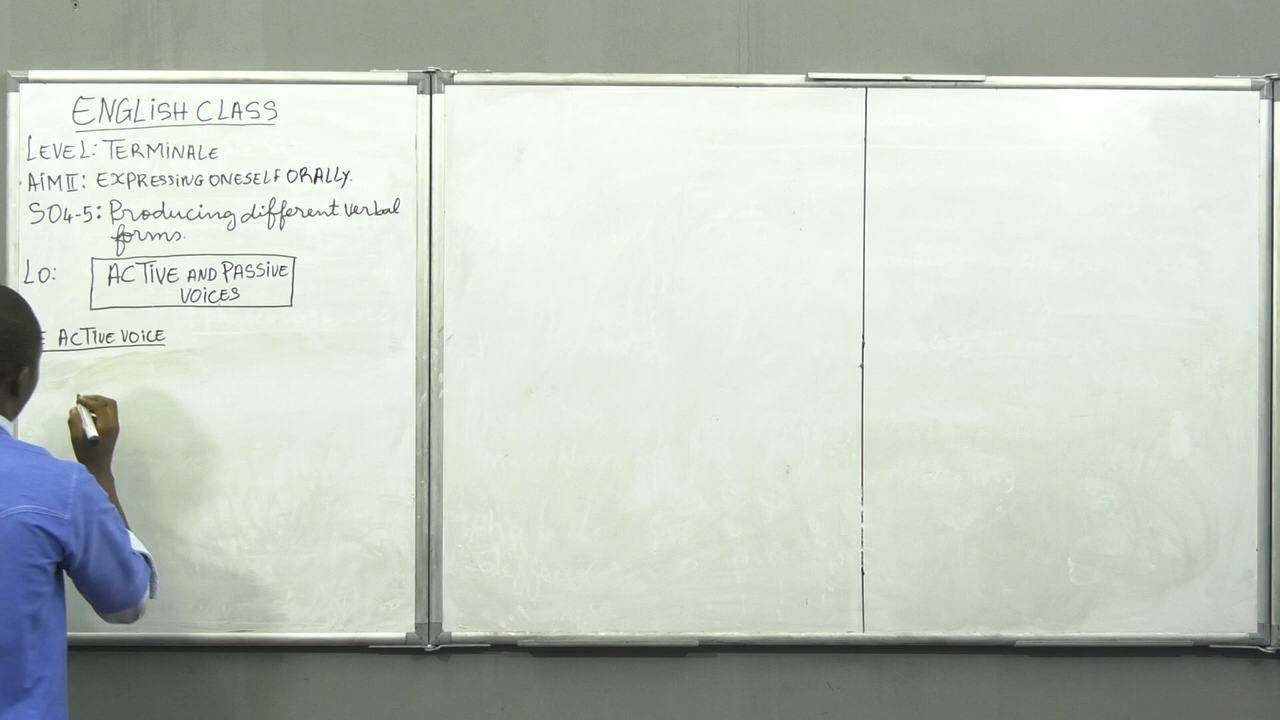 ENGLISH CLASS
LEVEL: TERMINALE
AIM II: EXPRESSING ONESELF ORALLY.
SO4-5: Producing different verbal
forms.
LO: ACTIVE AND PASSIVE
VOICES
ACTIVE VOICE